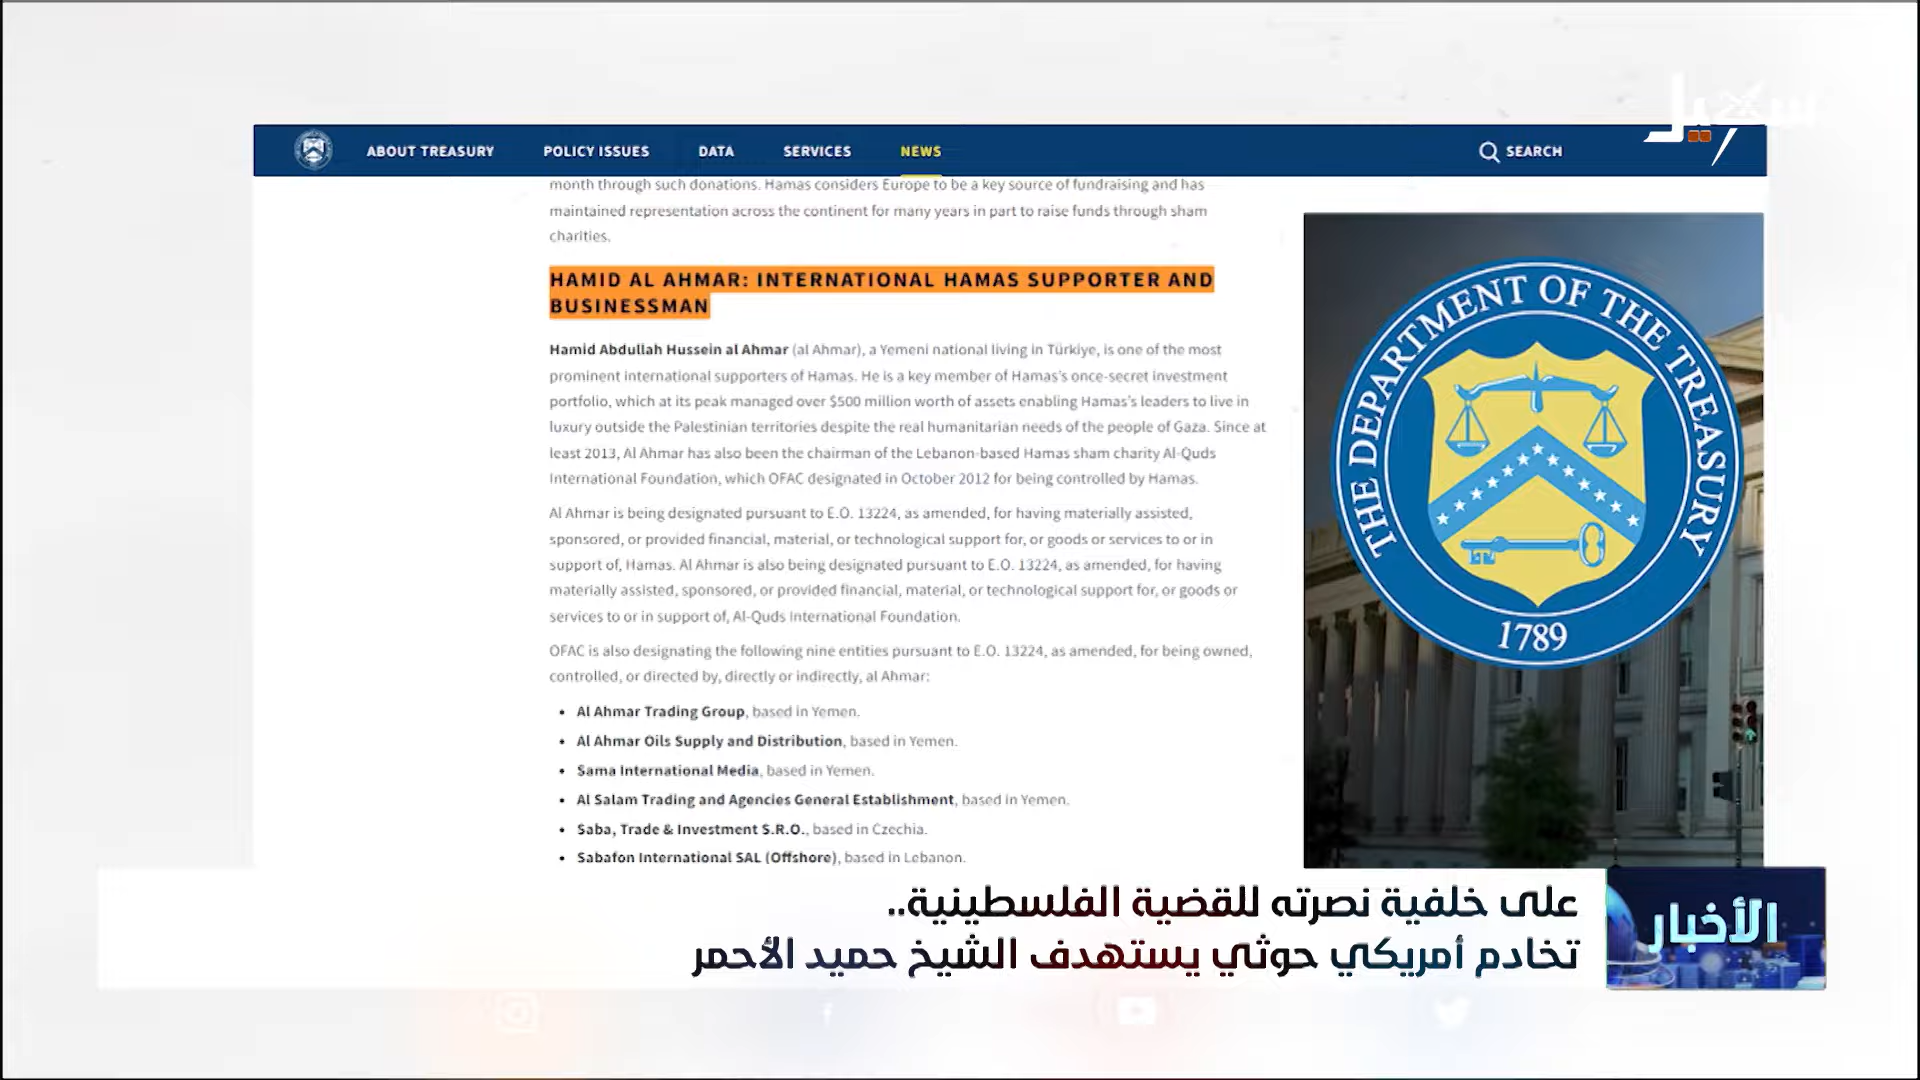 سهيل
ABOUT TREASURY POLICY ISSUES DATA SERVICES NEWS SEARCH
month through such donations. Hamas considers Europe to be a key source of fundraising and has
maintained representation across the continent for many years in part to raise funds through sham
charities.
HAMID AL AHMAR: INTERNATIONAL HAMAS SUPPORTER AND
BUSINESSMAN
Hamid Abdullah Hussein al Ahmar (al Ahmar), a Yemeni national living in Türkiye, is one of the most
prominent international supporters of Hamas. He is a key member of Hamas's once-secret investment
portfolio, which at its peak managed over $500 million worth of assets enabling Hamas's leaders to live in
luxury outside the Palestinian territories despite the real humanitarian needs of the people of Gaza. Since at
least 2013, Al Ahmar has also been the chairman of the Lebanon-based Hamas sham charity Al-Quds
International Foundation, which OFAC designated in October 2012 for being controlled by Hamas.
Al Ahmar is being designated pursuant to E.O. 13224, as amended, for having materially assisted,
sponsored, or provided financial, material, or technological support for, or goods or services to or in
support of, Hamas. Al Ahmar is also being designated pursuant to E.O. 13224, as amended, for having
materially assisted, sponsored, or provided financial, material, or technological support for, or goods or
services to or in support of, Al-Quds International Foundation.
OFAC is also designating the following nine entities pursuant to E.O. 13224, as amended, for being owned,
controlled, or directed by, directly or indirectly, al Ahmar:
• Al Ahmar Trading Group, based in Yemen.
• Al Ahmar Oils Supply and Distribution, based in Yemen.
• Sama International Media, based in Yemen.
• Al Salam Trading and Agencies General Establishment, based in Yemen.
• Saba, Trade & Investment S.R.O., based in Czechia.
• Sabafon International SAL (Offshore), based in Lebanon.
THE DEPARTMENT OF THE TREASURY
1789
الأخبار
على خلفية نصرته للقضية الفلسطينية..
تخادم أمريكي حوثي يستهدف الشيخ حميد الأحمر